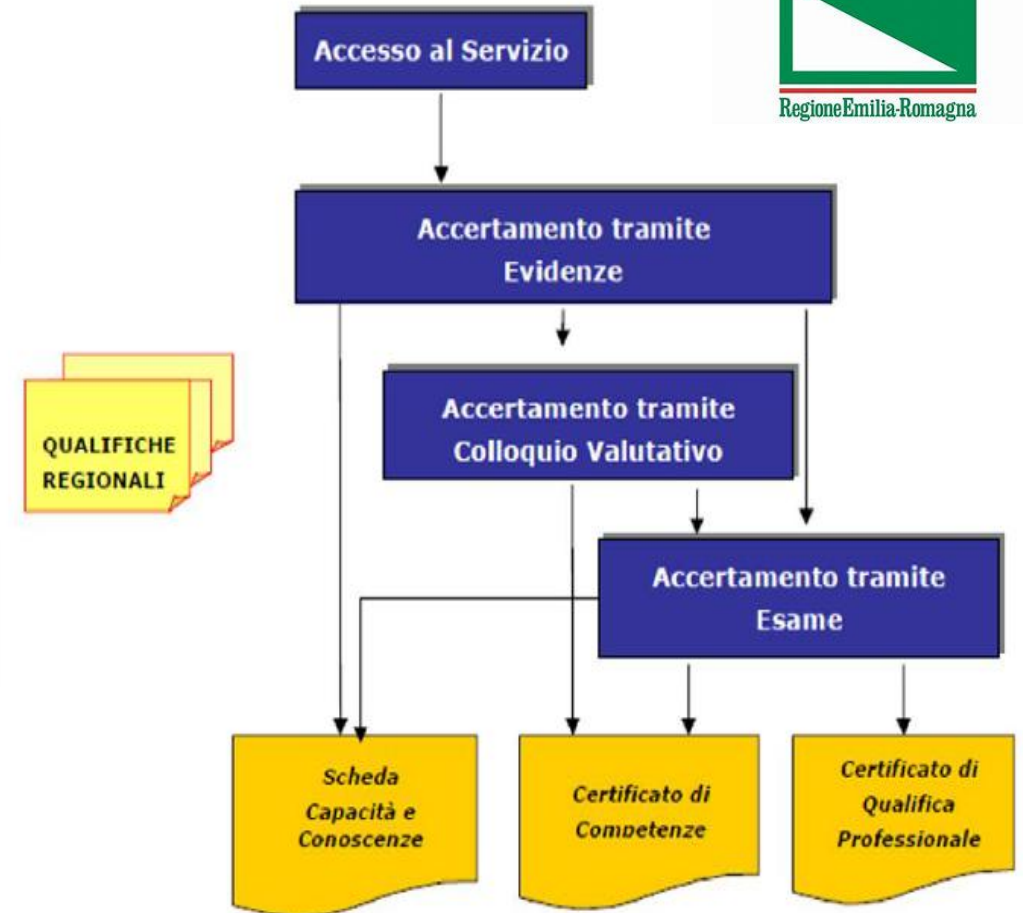 Accesso al Servizio
RegioneEmilia-Romagna
Accertamento tramite
Evidenze
QUALIFICHE
REGIONALI
Accertamento tramite
Colloquio Valutativo
Accertamento tramite
Esame
Scheda
Capacità e
Conoscenze
Certificato di
Competenze
Certificato di
Qualifica
Professionale